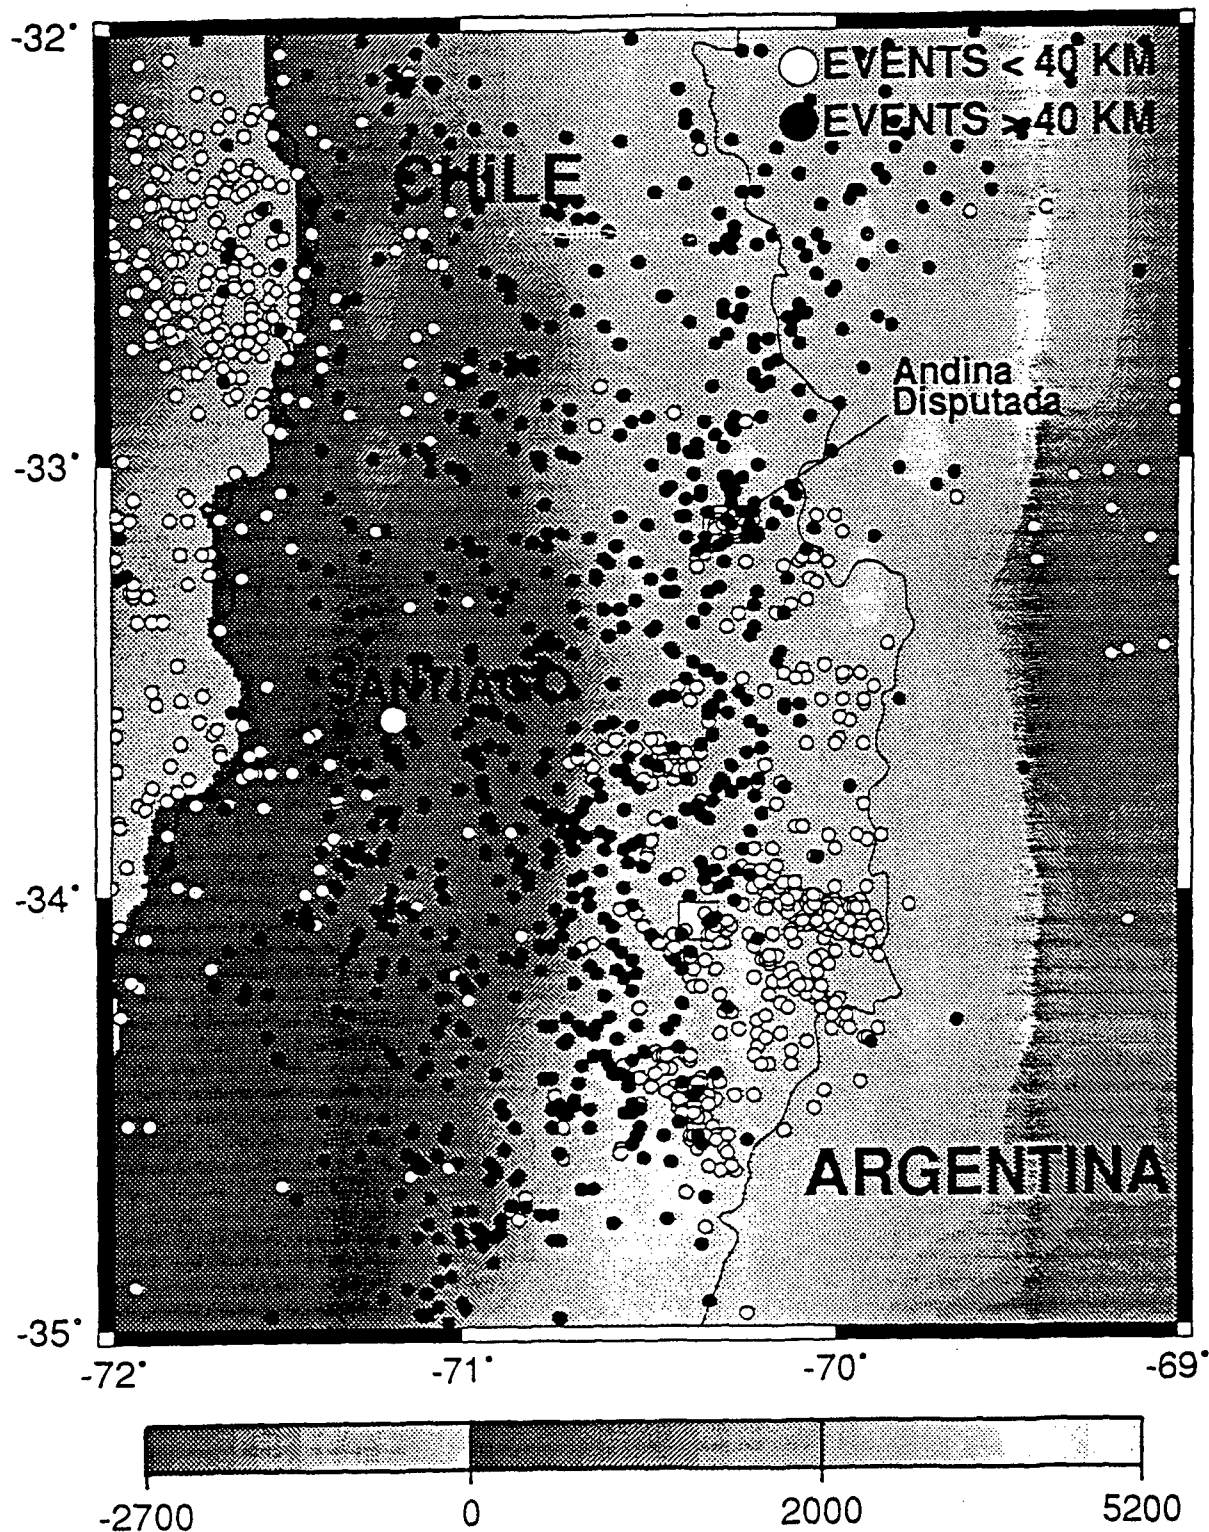 -32°
EVENTS < 40 KM
EVENTS > 40 KM
CHILE
Andina
Disputada
-33°
SANTIAGO
-34°
ARGENTINA
-35°
-72°
-71°
-70°
-69°
-2700
0
2000
5200